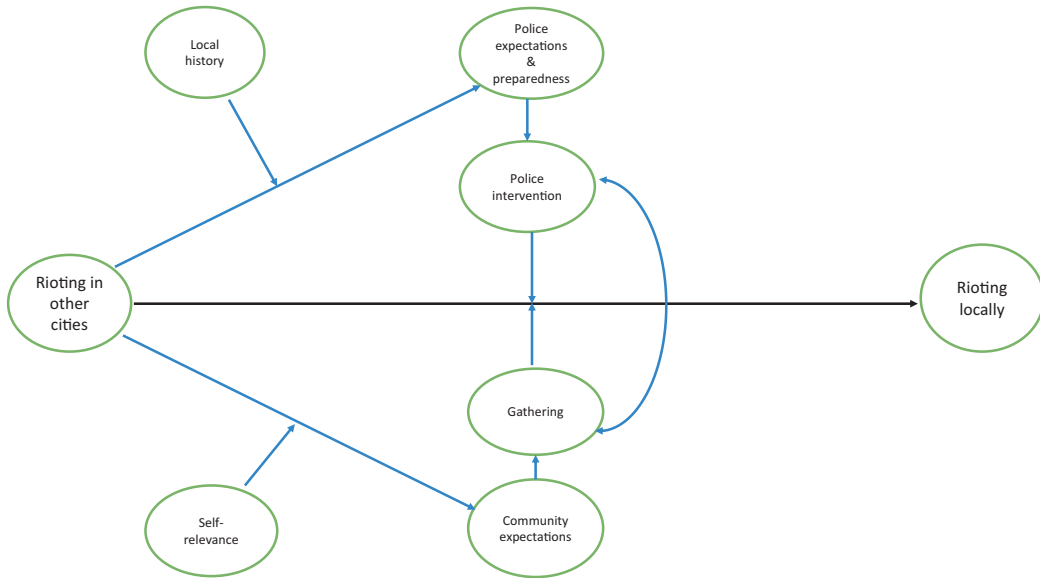 Local
history
Police
expectations
&
preparedness
Police
intervention
Rioting in
other
cities
Rioting
locally
Gathering
Self-
relevance
Community
expectations